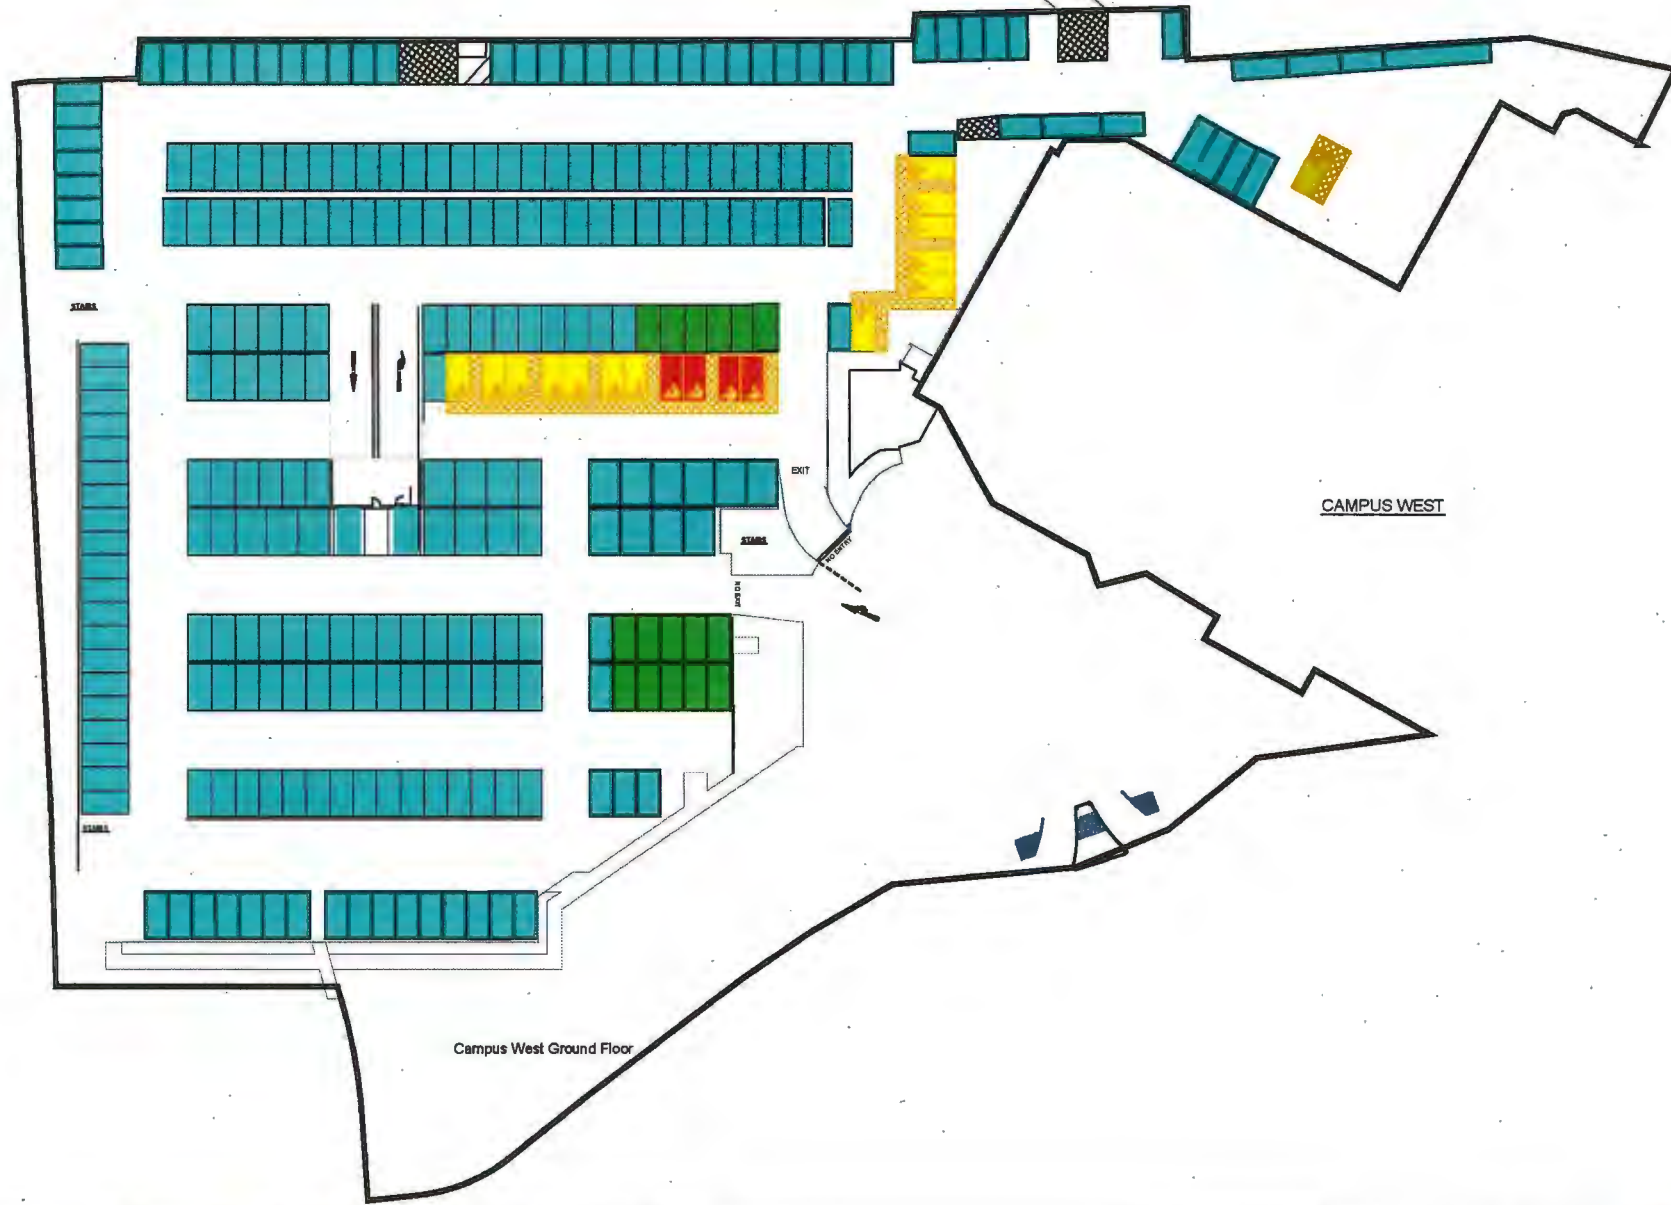 STAIRS
EXIT
CAMPUS WEST
STAIRS
NO ENTRY
NO EXIT
STAIRS
Campus West Ground Floor